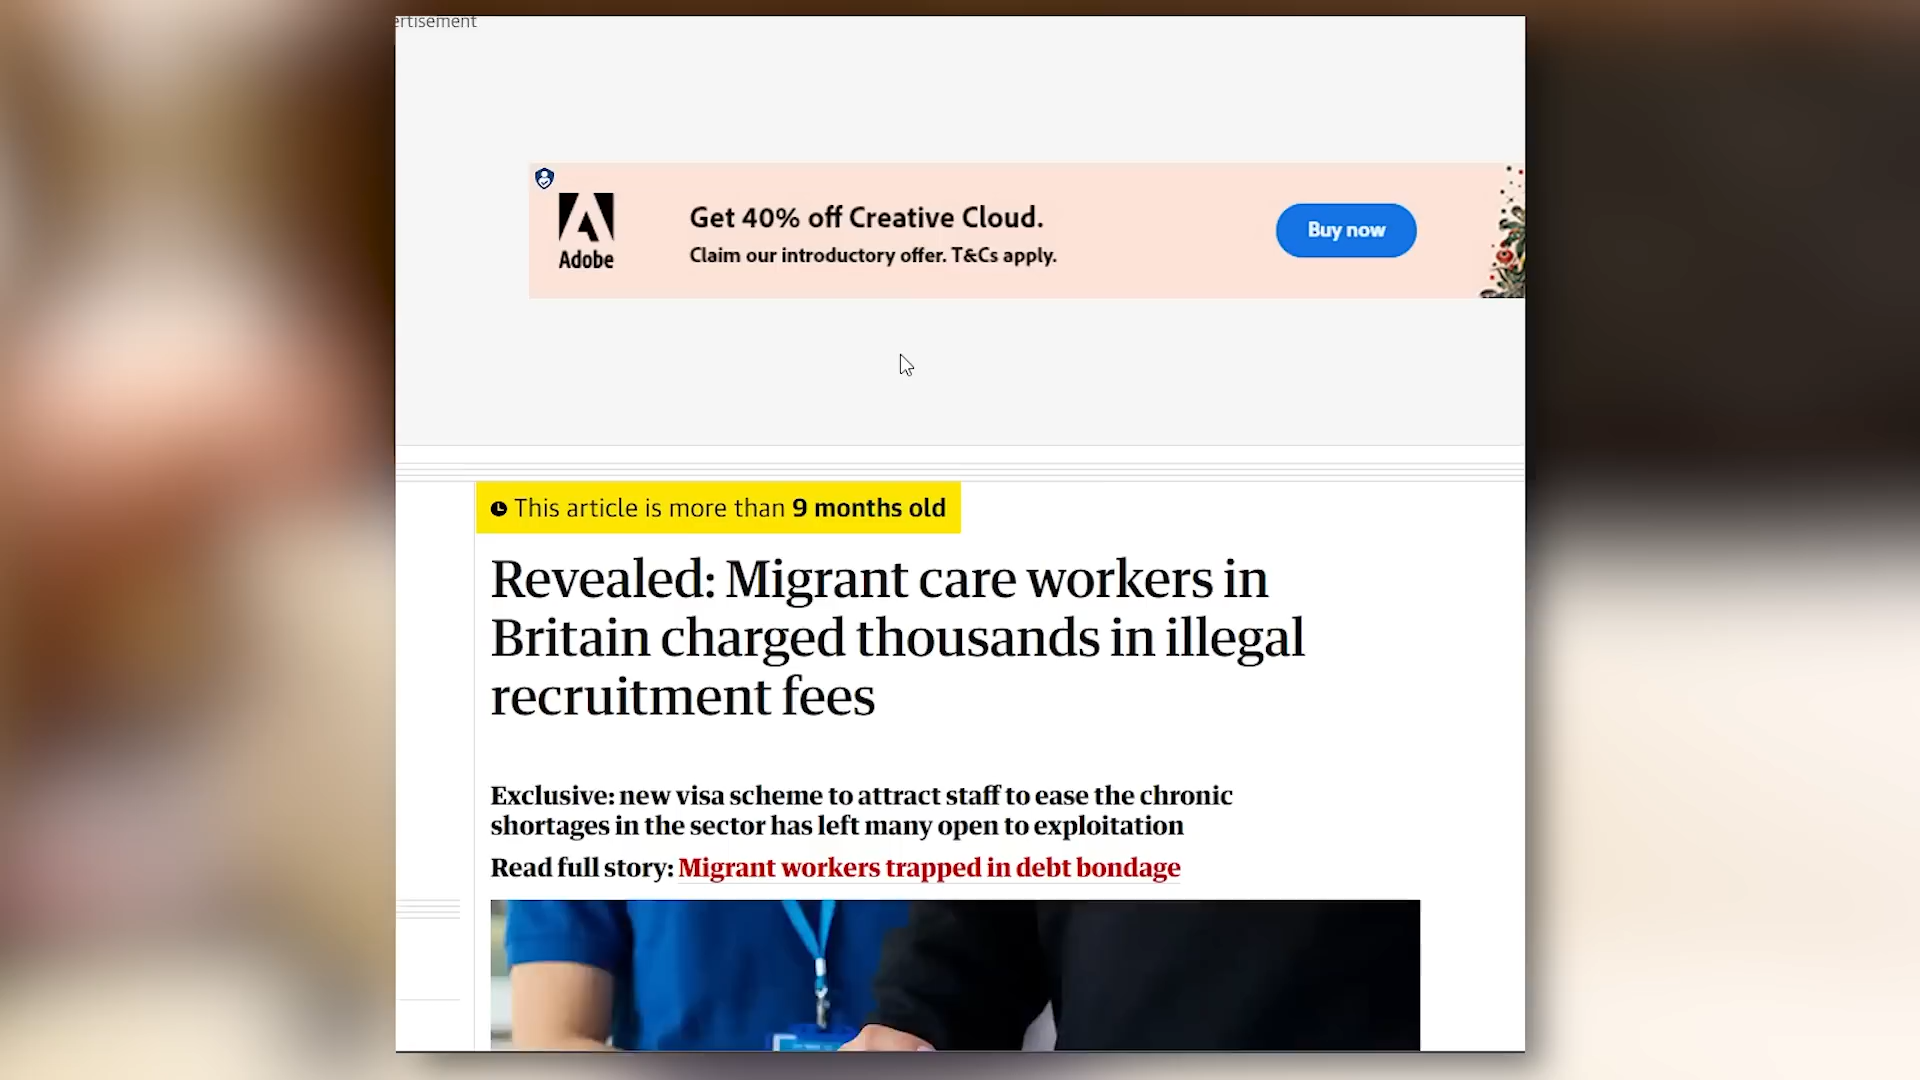 ertisement
Adobe
Get 40% off Creative Cloud.
Claim our introductory offer. T&Cs apply.
Buy now
This article is more than 9 months old
Revealed: Migrant care workers in
Britain charged thousands in illegal
recruitment fees
Exclusive: new visa scheme to attract staff to ease the chronic
shortages in the sector has left many open to exploitation
Read full story: Migrant workers trapped in debt bondage